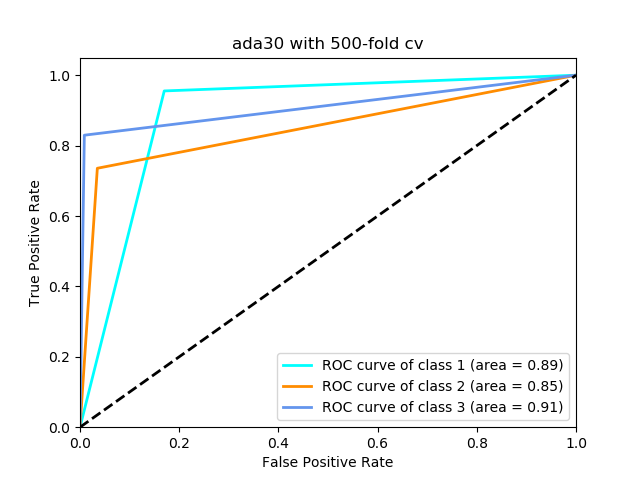 ada30 with 500-fold cv
1.0
0.8
0.6
0.4
0.2
0.0
True Positive Rate
ROC curve of class 1 (area = 0.89)
ROC curve of class 2 (area = 0.85)
ROC curve of class 3 (area = 0.91)
0.0 0.2 0.4 0.6 0.8 1.0
False Positive Rate